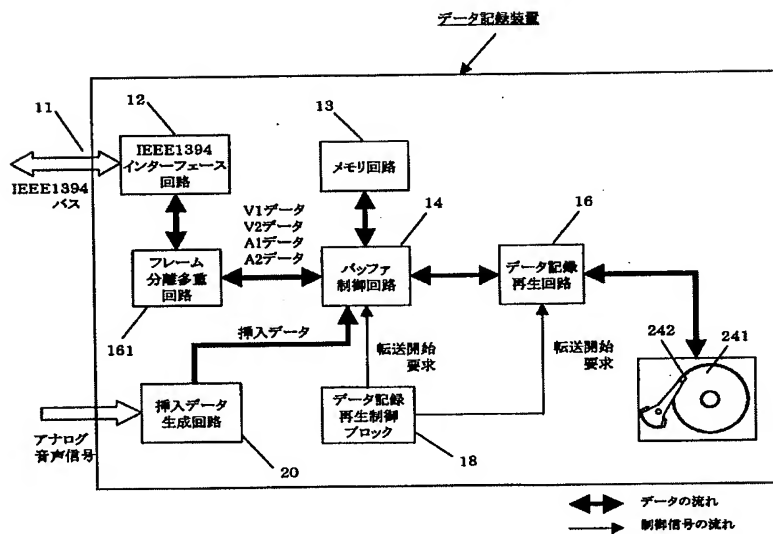 データ記録装置
11
12
13
IEEE1394
インターフェース
回路
メモリ回路
IEEE1394
バス
V1データ
V2データ
A1データ
A2データ
14
16
フレーム
分離多重
回路
バッファ
制御回路
データ記録
再生回路
161
挿入データ
242
241
転送開始
要求
転送開始
要求
挿入データ
生成回路
データ記録
再生制御
ブロック
アナログ
音声信号
20
18
データの流れ
制御信号の流れ